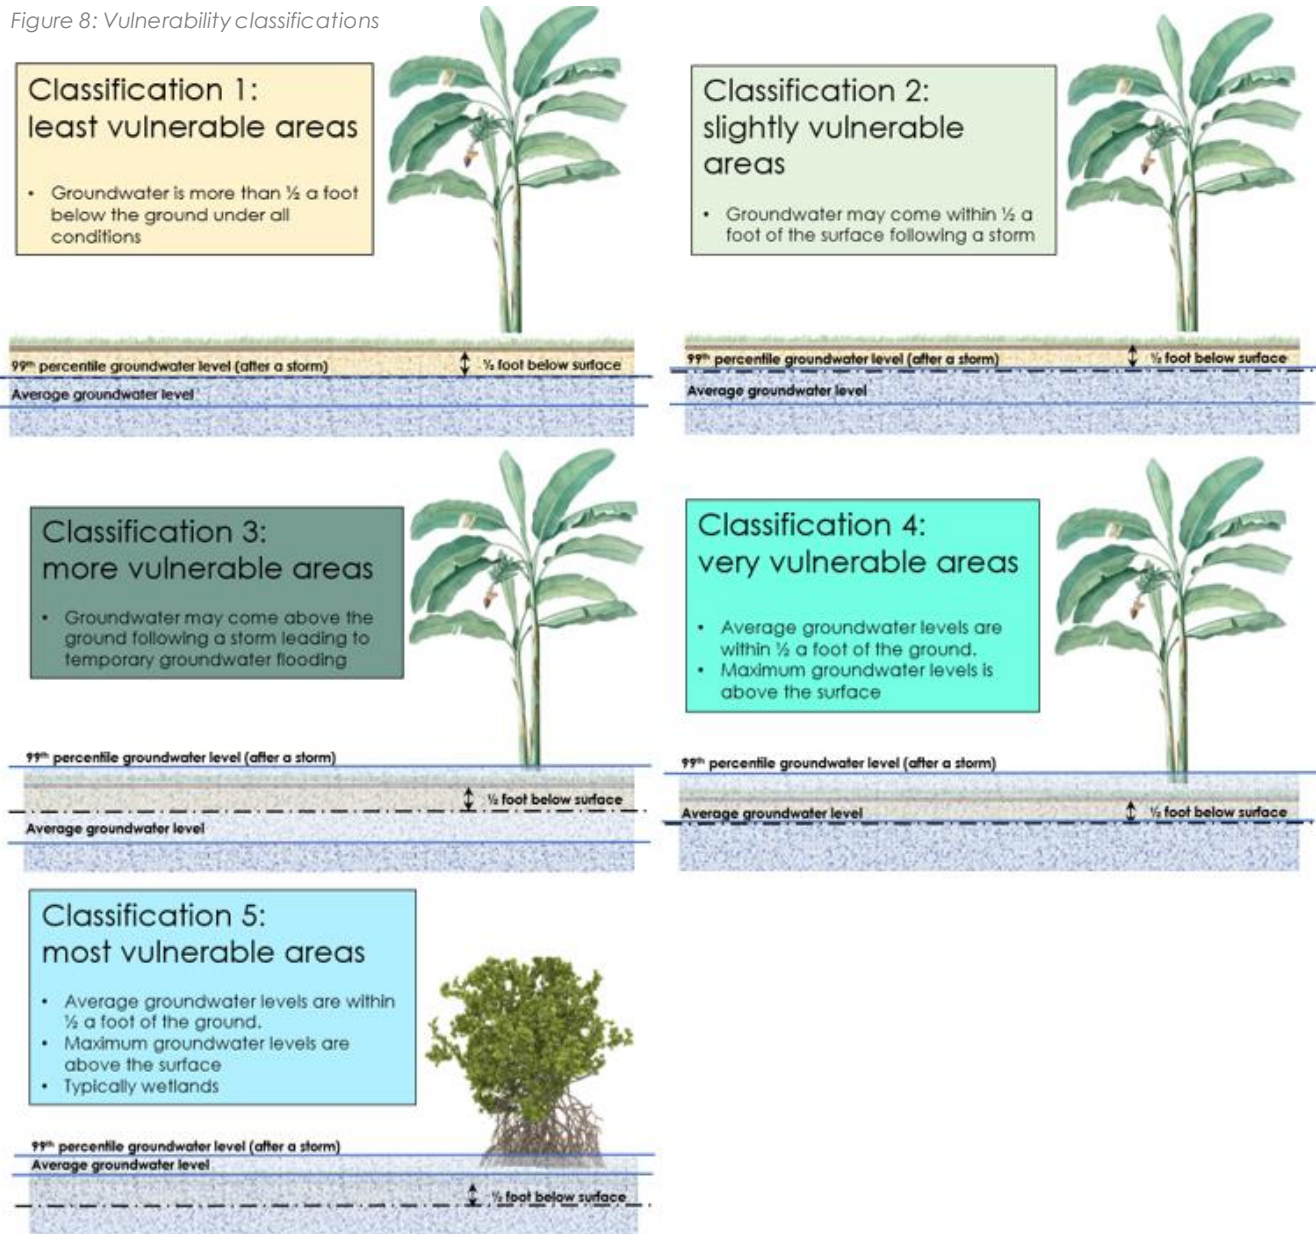 Figure 8: Vulnerability classifications
Classification 1:
least vulnerable areas
• Groundwater is more than ½ a foot
below the ground under all
conditions
99th percentile groundwater level (after a storm)
½ foot below surface
Average groundwater level
Classification 2:
slightly vulnerable
areas
• Groundwater may come within ½ a
foot of the surface following a storm
99th percentile groundwater level (after a storm)
½ foot below surface
Average groundwater level
Classification 3:
more vulnerable areas
• Groundwater may come above the
ground following a storm leading to
temporary groundwater flooding
99th percentile groundwater level (after a storm)
½ foot below surface
Average groundwater level
Classification 4:
very vulnerable areas
• Average groundwater levels are
within ½ a foot of the ground.
• Maximum groundwater levels is
above the surface
99th percentile groundwater level (after a storm)
Average groundwater level
½ foot below surface
Classification 5:
most vulnerable areas
• Average groundwater levels are within
½ a foot of the ground.
• Maximum groundwater levels are
above the surface
• Typically wetlands
99th percentile groundwater level (after a storm)
Average groundwater level
½ foot below surface